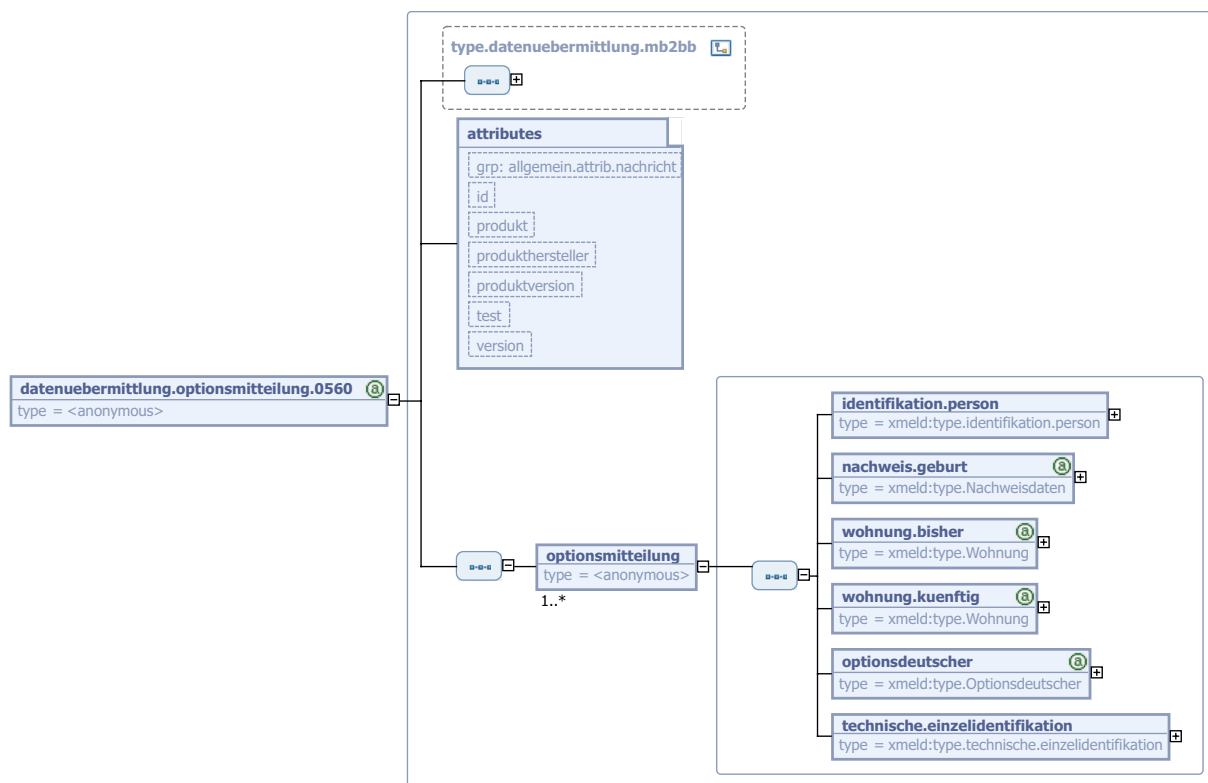 type.datenuebermittlung.mb2bb
attributes
grp: allgemein.attrib.nachricht
id
produkt
produkthersteller
produktversion
test
version
datenuebermittlung.optionsmitteilung.0560
type = <anonymous>
optionsmitteilung
type = <anonymous>
1..*
identifikation.person
type = xmeld:type.identifikation.person
nachweis.geburt
type = xmeld:type.Nachweisdaten
wohnung.bisher
type = xmeld:type.Wohnung
wohnung.kuenftig
type = xmeld:type.Wohnung
optionsdeutscher
type = xmeld:type.Optionsdeutscher
technische.einzelidentifikation
type = xmeld:type.technische.einzelidentifikation